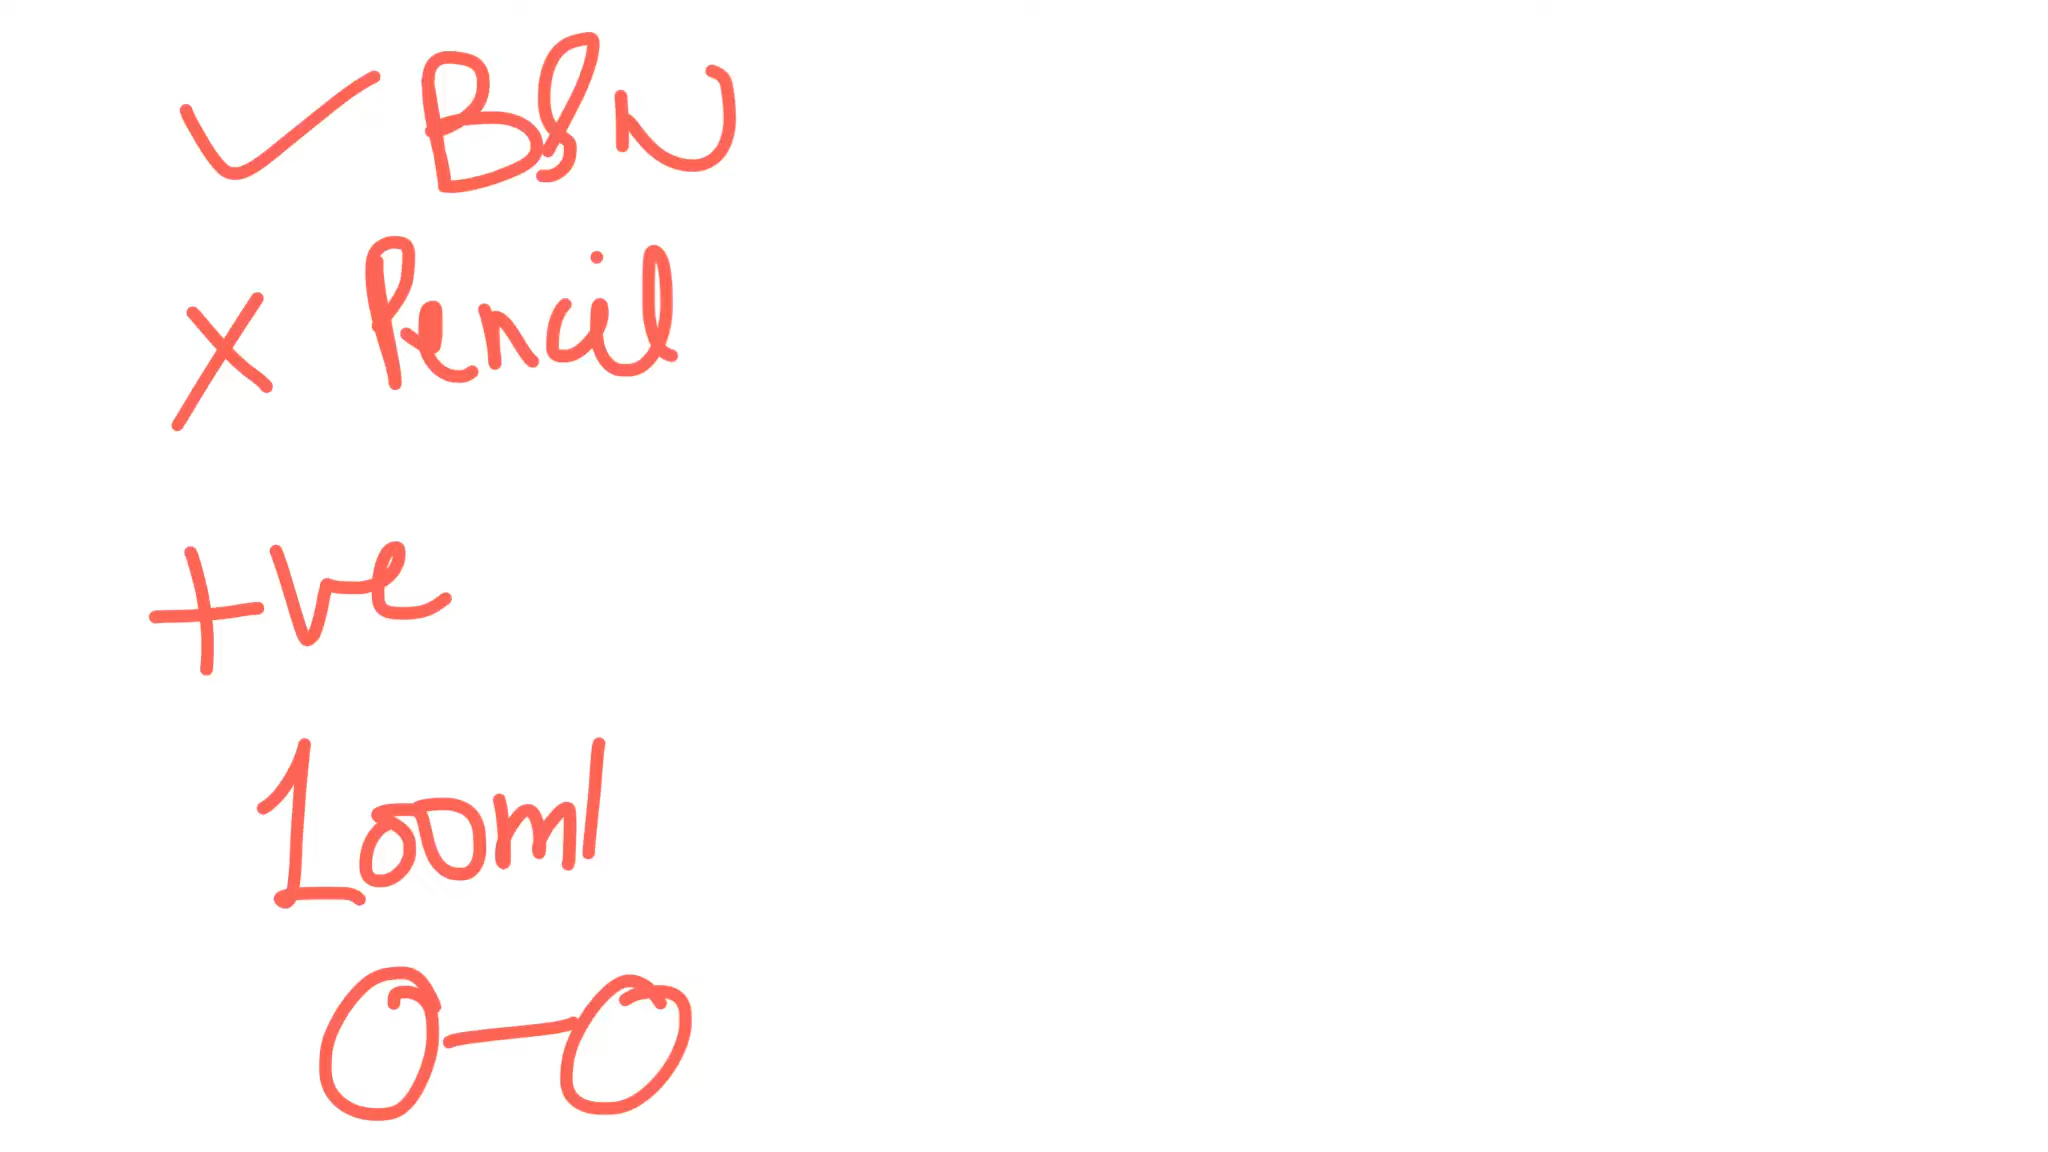 ✓ BSN
× Pencil
+ve
100ml
O-O